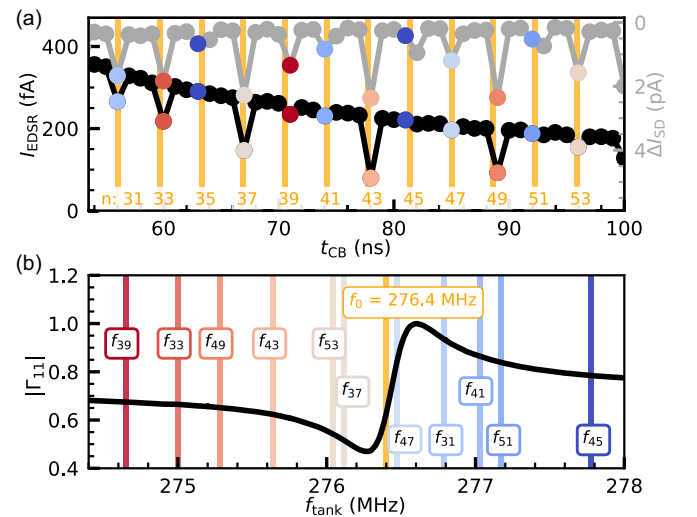 (a)
400
200
0
I_EDSR (fA)
0
2
4
ΔI_SD (pA)
n: 31 33 35 37 39 41 43 45 47 49 51 53
60 70 80 90 100
t_CB (ns)
(b)
1.2
1.0
0.8
0.6
0.4
|Γ₁₁|
f₀ = 276.4 MHz
f₃₉ f₃₃ f₄₉ f₄₃ f₅₃
f₃₇ f₄₁
f₄₇ f₃₁ f₅₁ f₄₅
275 276 277 278
f_tank (MHz)